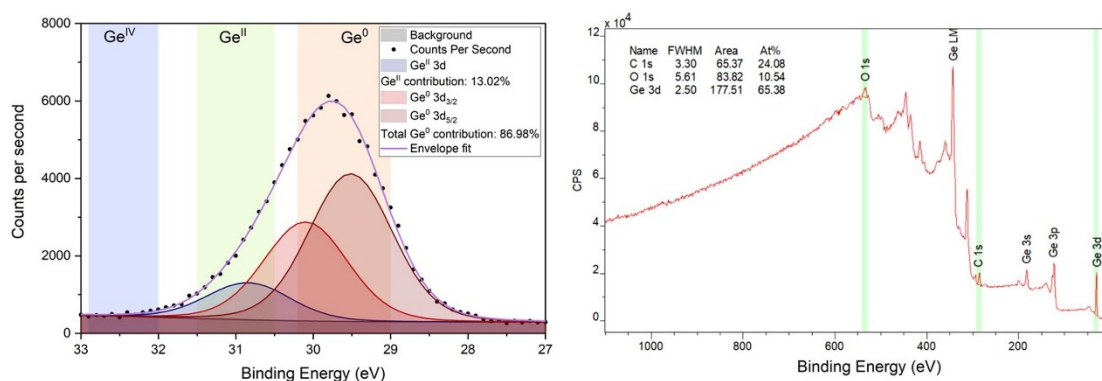 8000
6000
4000
2000
0
Counts per second
Ge^IV
Ge^II
Ge^0
Background
Counts Per Second
Ge^II 3d
Ge^II contribution: 13.02%
Ge^0 3d_3/2
Ge^0 3d_5/2
Total Ge^0 contribution: 86.98%
Envelope fit
33 32 31 30 29 28 27
Binding Energy (eV)
x 10^4
12
10
8
6
4
2
0
CPS
Name FWHM Area At%
C 1s 3.30 65.37 24.08
O 1s 5.61 83.82 10.54
Ge 3d 2.50 177.51 65.38
O 1s
Ge LM
C 1s
Ge 3s
Ge 3p
Ge 3d
1000 800 600 400 200
Binding Energy (eV)